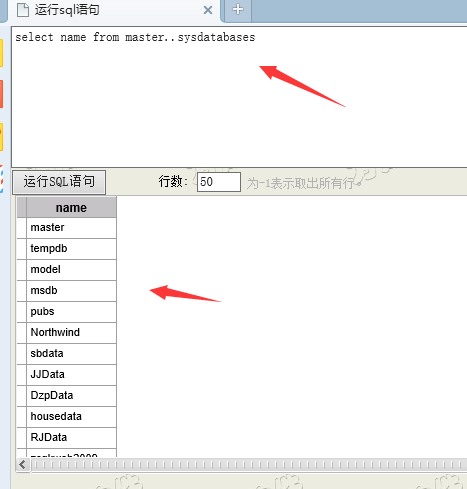 运行sql语句
select name from master..sysdatabases
运行SQL语句 行数: 50 为-1表示取出所有行。
name
master
tempdb
model
msdb
pubs
Northwind
sbdata
JJData
DzpData
housedata
RJData